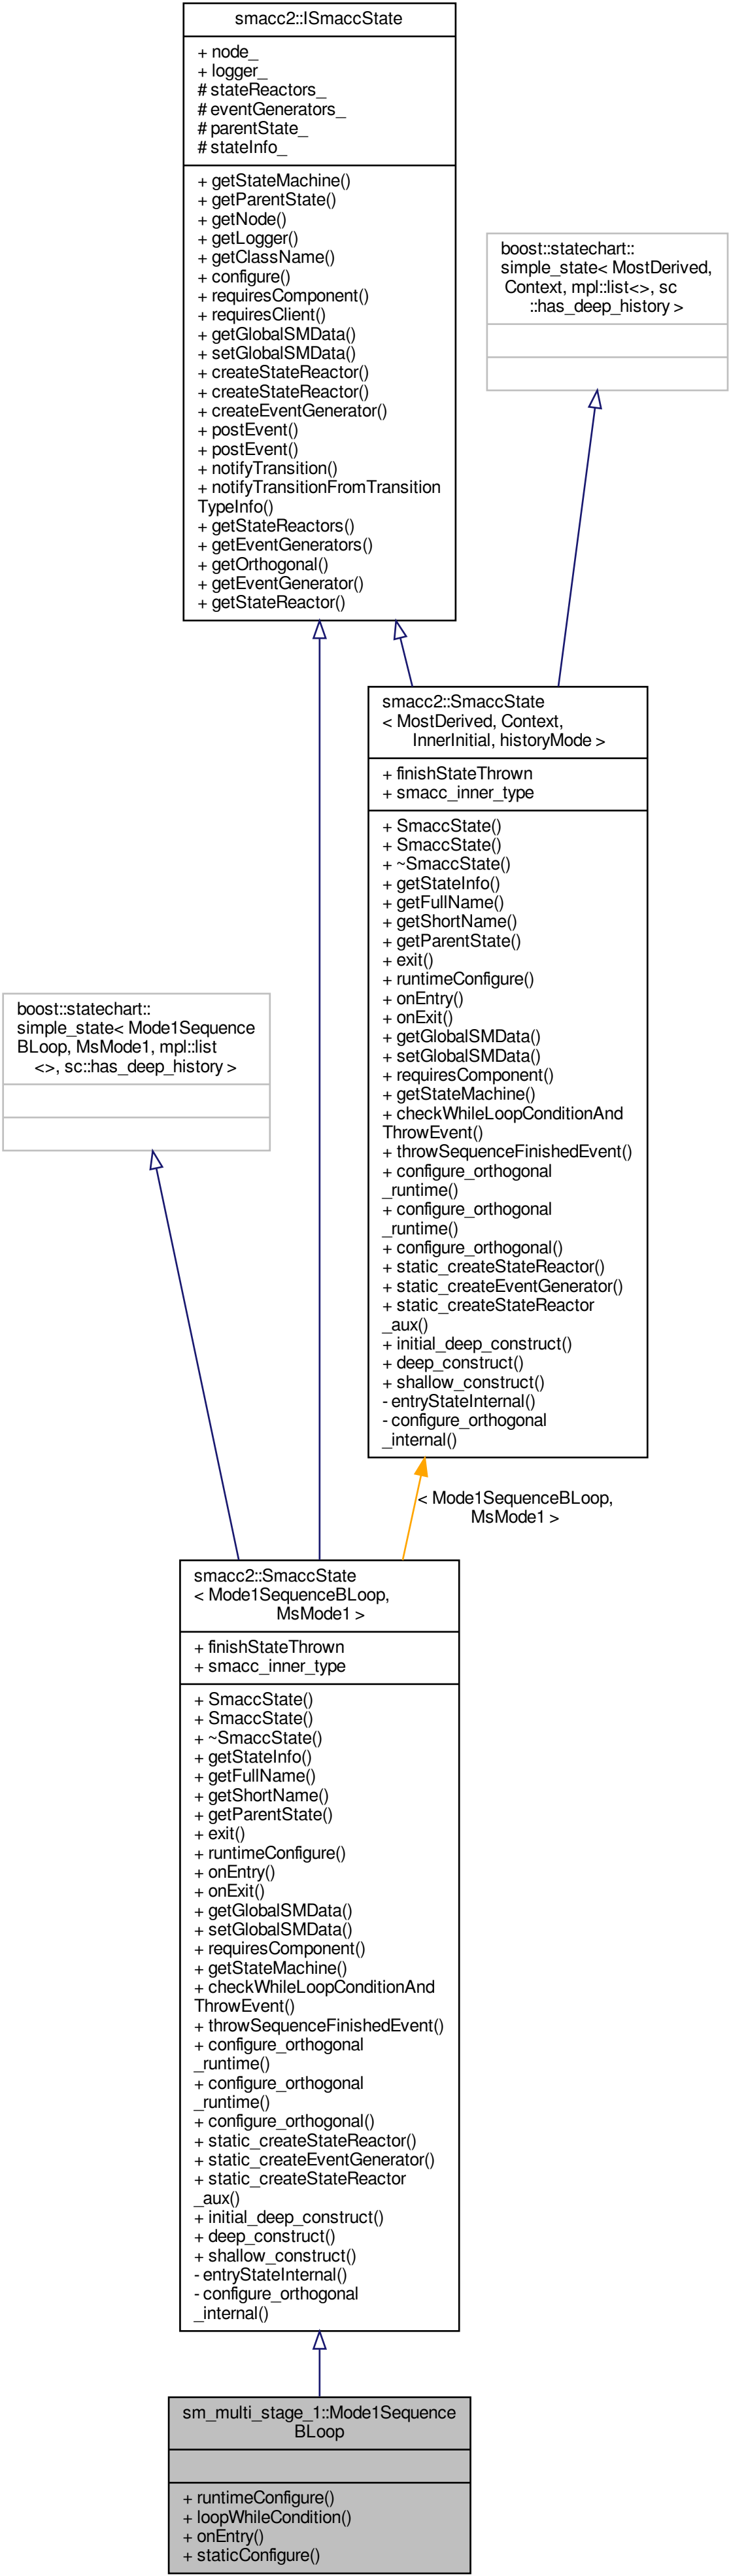 smacc2::ISmaccState
+ node_
+ logger_
# stateReactors_
# eventGenerators_
# parentState_
# stateInfo_
+ getStateMachine()
+ getParentState()
+ getNode()
+ getLogger()
+ getClassName()
+ configure()
+ requiresComponent()
+ requiresClient()
+ getGlobalSMData()
+ setGlobalSMData()
+ createStateReactor()
+ createStateReactor()
+ createEventGenerator()
+ postEvent()
+ postEvent()
+ notifyTransition()
+ notifyTransitionFromTransition
TypeInfo()
+ getStateReactors()
+ getEventGenerators()
+ getOrthogonal()
+ getEventGenerator()
+ getStateReactor()
boost::statechart::
simple_state< MostDerived,
Context, mpl::list<>, sc
::has_deep_history >
smacc2::SmaccState
< MostDerived, Context,
InnerInitial, historyMode >
+ finishStateThrown
+ smacc_inner_type
+ SmaccState()
+ SmaccState()
+ ~SmaccState()
+ getStateInfo()
+ getFullName()
+ getShortName()
+ getParentState()
+ exit()
+ runtimeConfigure()
+ onEntry()
+ onExit()
+ getGlobalSMData()
+ setGlobalSMData()
+ requiresComponent()
+ getStateMachine()
+ checkWhileLoopConditionAnd
ThrowEvent()
+ throwSequenceFinishedEvent()
+ configure_orthogonal
_runtime()
+ configure_orthogonal
_runtime()
+ configure_orthogonal()
+ static_createStateReactor()
+ static_createEventGenerator()
+ static_createStateReactor
_aux()
+ initial_deep_construct()
+ deep_construct()
+ shallow_construct()
- entryStateInternal()
- configure_orthogonal
_internal()
boost::statechart::
simple_state< Mode1Sequence
BLoop, MsMode1, mpl::list
<>, sc::has_deep_history >
< Mode1SequenceBLoop,
MsMode1 >
smacc2::SmaccState
< Mode1SequenceBLoop,
MsMode1 >
+ finishStateThrown
+ smacc_inner_type
+ SmaccState()
+ SmaccState()
+ ~SmaccState()
+ getStateInfo()
+ getFullName()
+ getShortName()
+ getParentState()
+ exit()
+ runtimeConfigure()
+ onEntry()
+ onExit()
+ getGlobalSMData()
+ setGlobalSMData()
+ requiresComponent()
+ getStateMachine()
+ checkWhileLoopConditionAnd
ThrowEvent()
+ throwSequenceFinishedEvent()
+ configure_orthogonal
_runtime()
+ configure_orthogonal
_runtime()
+ configure_orthogonal()
+ static_createStateReactor()
+ static_createEventGenerator()
+ static_createStateReactor
_aux()
+ initial_deep_construct()
+ deep_construct()
+ shallow_construct()
- entryStateInternal()
- configure_orthogonal
_internal()
sm_multi_stage_1::Mode1Sequence
BLoop
+ runtimeConfigure()
+ loopWhileCondition()
+ onEntry()
+ staticConfigure()